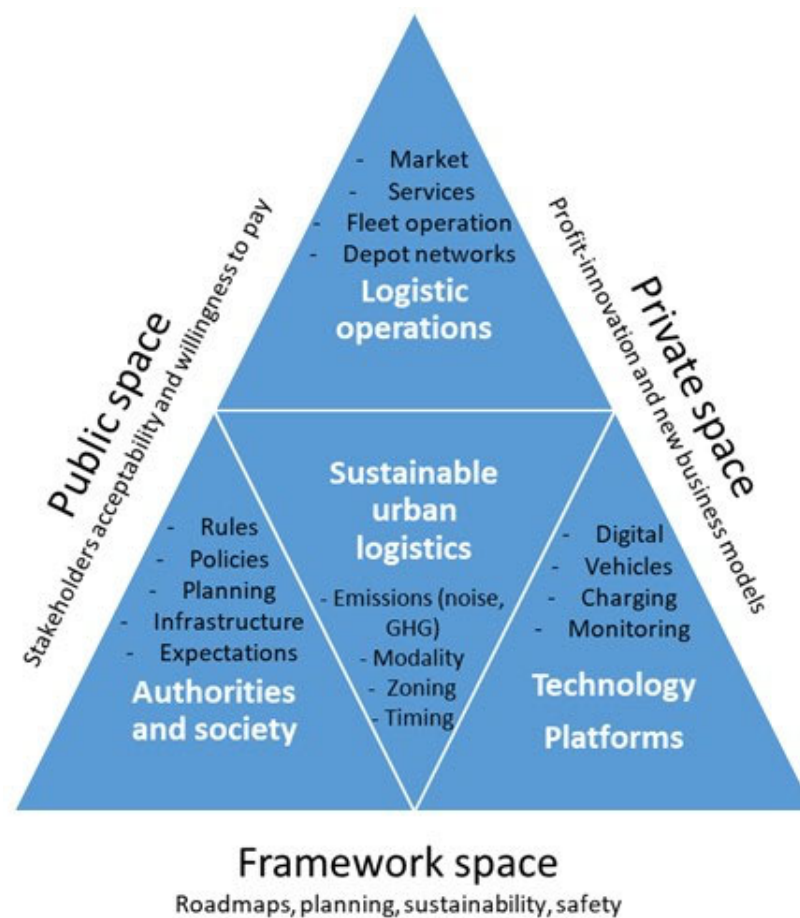 - Market
- Services
- Fleet operation
- Depot networks
Logistic
operations
Public space
Stakeholders acceptability and willingness to pay
Private space
Profit-innovation and new business models
Sustainable
urban
logistics
- Emissions (noise,
GHG)
- Modality
- Zoning
- Timing
- Rules
- Policies
- Planning
- Infrastructure
- Expectations
Authorities
and society
- Digital
- Vehicles
- Charging
- Monitoring
Technology
Platforms
Framework space
Roadmaps, planning, sustainability, safety